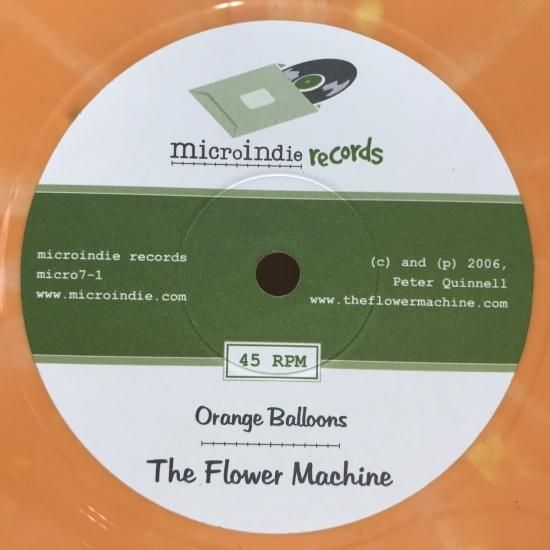 microindie records
microindie records
micro7-1
www.microindie.com
(c) and (p) 2006,
Peter Quinnell
www.theflowermachine.com
45 RPM
Orange Balloons
The Flower Machine